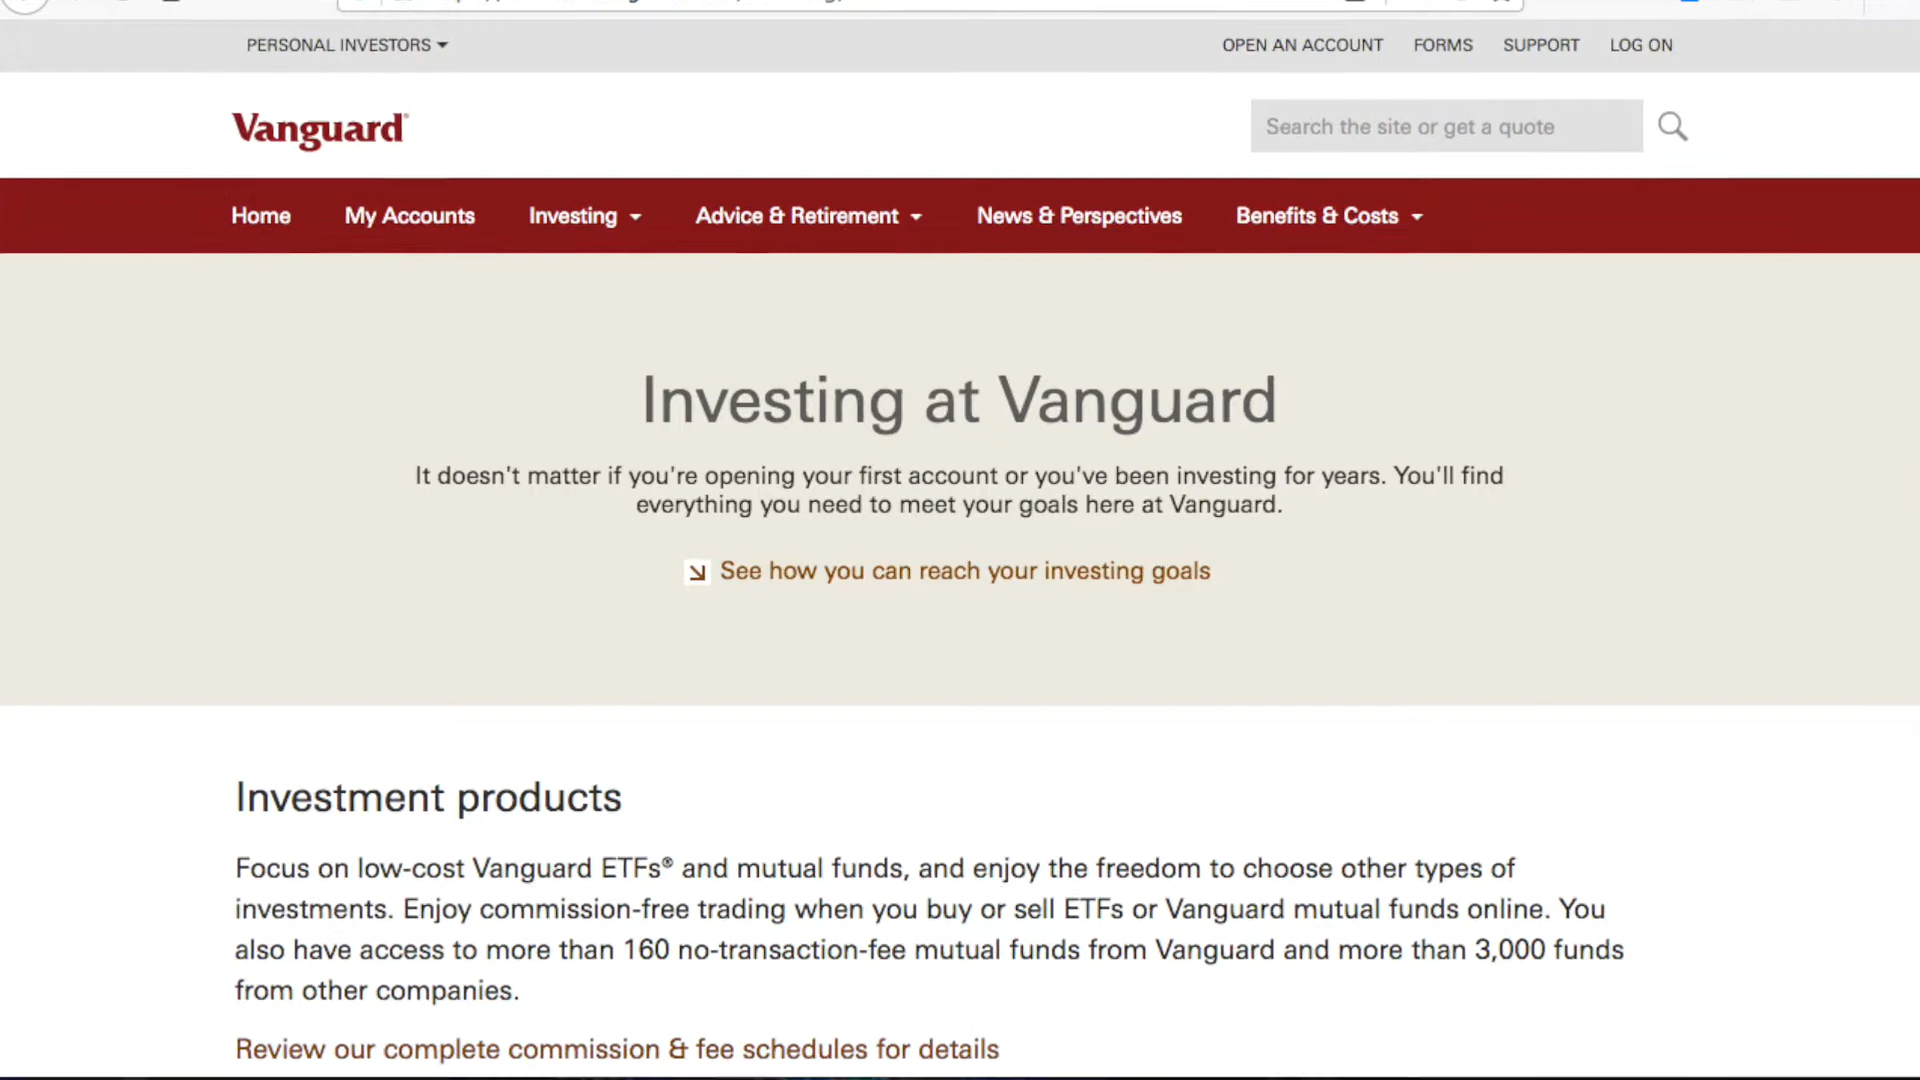 PERSONAL INVESTORS
OPEN AN ACCOUNT FORMS SUPPORT LOG ON
Vanguard®
Search the site or get a quote
Home My Accounts Investing Advice & Retirement News & Perspectives Benefits & Costs
Investing at Vanguard
It doesn't matter if you're opening your first account or you've been investing for years. You'll find
everything you need to meet your goals here at Vanguard.
See how you can reach your investing goals
Investment products
Focus on low-cost Vanguard ETFs® and mutual funds, and enjoy the freedom to choose other types of
investments. Enjoy commission-free trading when you buy or sell ETFs or Vanguard mutual funds online. You
also have access to more than 160 no-transaction-fee mutual funds from Vanguard and more than 3,000 funds
from other companies.
Review our complete commission & fee schedules for details